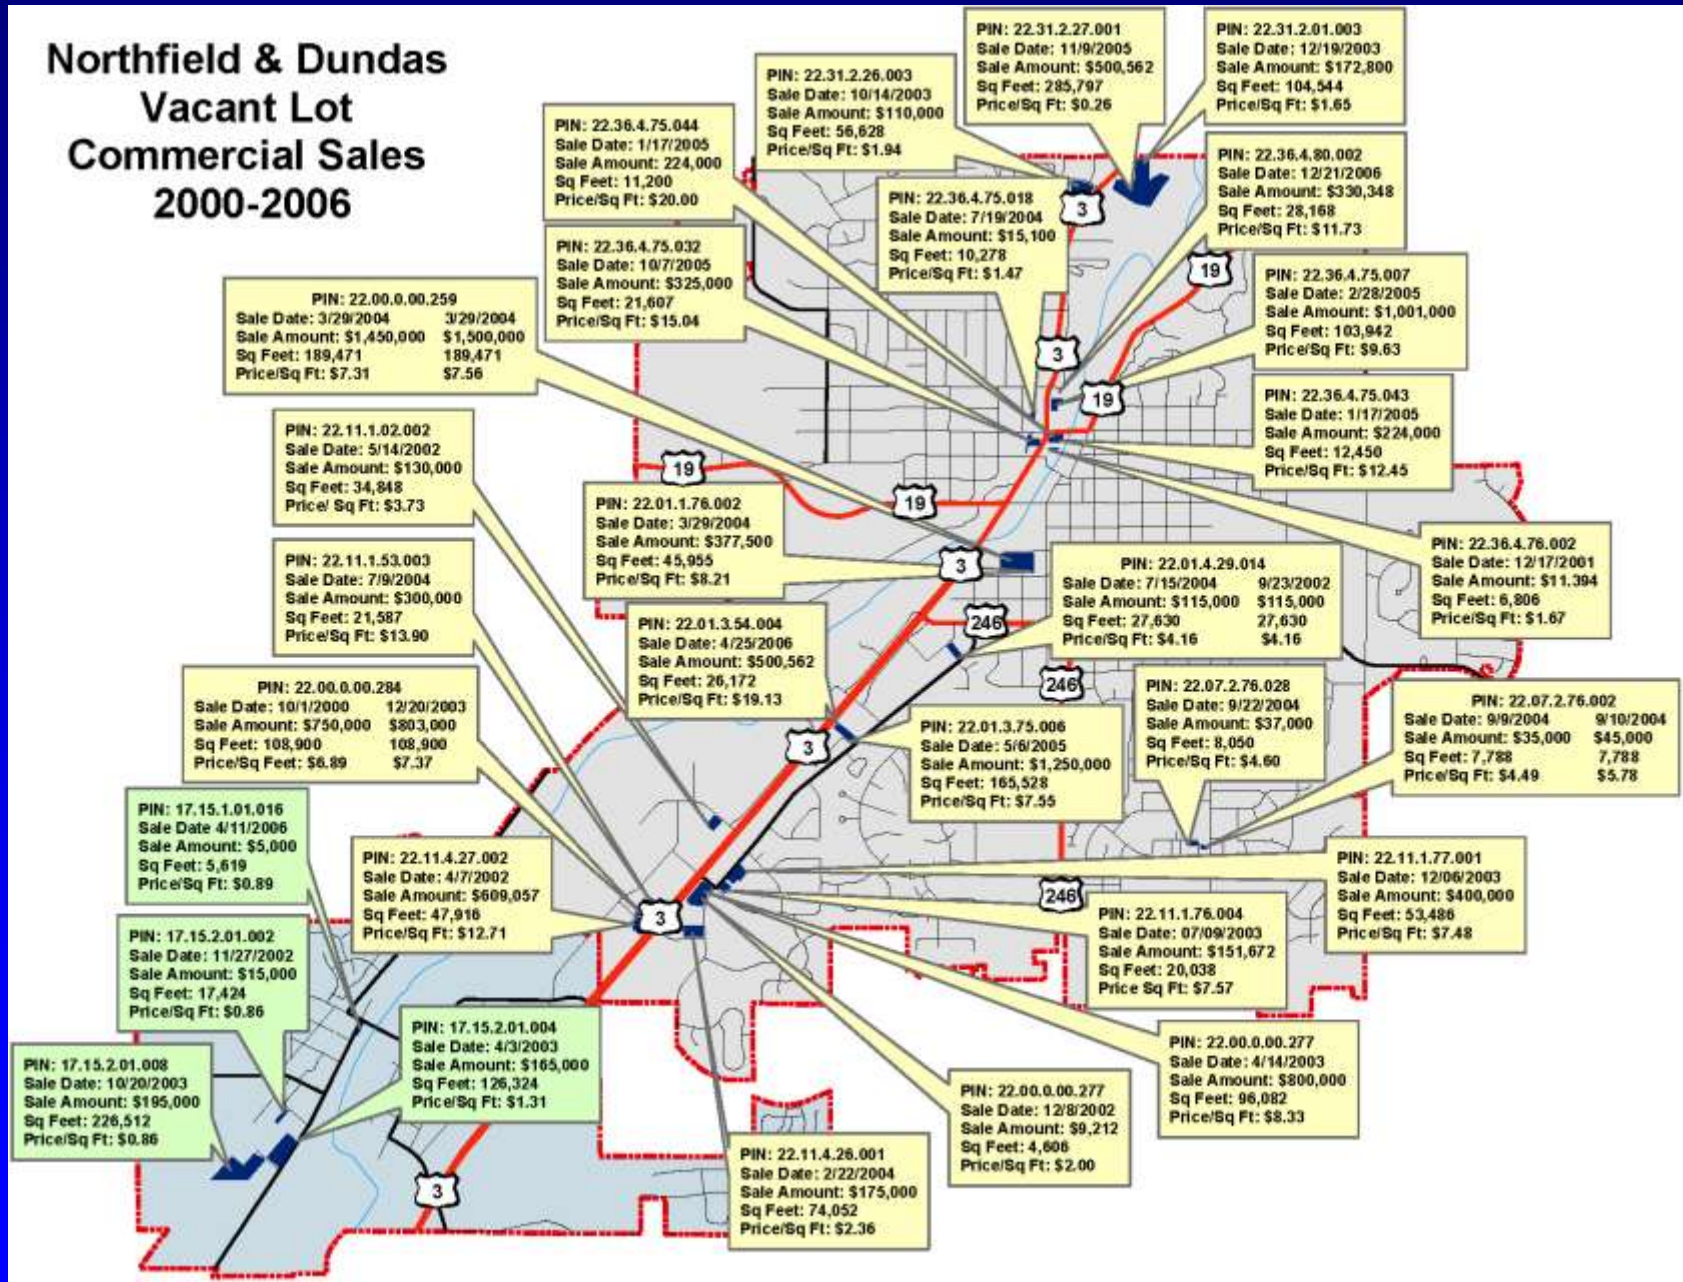 Northfield & Dundas
Vacant Lot
Commercial Sales
2000-2006
PIN: 22.31.2.27.001
Sale Date: 11/9/2005
Sale Amount: $500,562
Sq Feet: 285,797
Price/Sq Ft: $0.26
PIN: 22.31.2.01.003
Sale Date: 12/19/2003
Sale Amount: $172,800
Sq Feet: 104,544
Price/Sq Ft: $1.65
PIN: 22.31.2.26.003
Sale Date: 10/14/2003
Sale Amount: $110,000
Sq Feet: 56,628
Price/Sq Ft: $1.94
PIN: 22.36.4.75.044
Sale Date: 1/17/2005
Sale Amount: 224,000
Sq Feet: 11,200
Price/Sq Ft: $20.00
PIN: 22.36.4.80.002
Sale Date: 12/21/2006
Sale Amount: $330,348
Sq Feet: 28,168
Price/Sq Ft: $11.73
PIN: 22.36.4.75.018
Sale Date: 7/19/2004
Sale Amount: $15,100
Sq Feet: 10,278
Price/Sq Ft: $1.47
3
19
PIN: 22.36.4.75.032
Sale Date: 10/7/2005
Sale Amount: $325,000
Sq Feet: 21,607
Price/Sq Ft: $15.04
PIN: 22.36.4.75.007
Sale Date: 2/28/2005
Sale Amount: $1,001,000
Sq Feet: 103,942
Price/Sq Ft: $9.63
PIN: 22.00.0.00.259
Sale Date: 3/29/2004 3/29/2004
Sale Amount: $1,450,000 $1,500,000
Sq Feet: 189,471 189,471
Price/Sq Ft: $7.31 $7.56
3
19
PIN: 22.36.4.75.043
Sale Date: 1/17/2005
Sale Amount: $224,000
Sq Feet: 12,450
Price/Sq Ft: $12.45
PIN: 22.11.1.02.002
Sale Date: 5/14/2002
Sale Amount: $130,000
Sq Feet: 34,848
Price/ Sq Ft: $3.73
19
19
PIN: 22.01.1.76.002
Sale Date: 3/29/2004
Sale Amount: $377,500
Sq Feet: 45,955
Price/Sq Ft: $8.21
3
PIN: 22.36.4.76.002
Sale Date: 12/17/2001
Sale Amount: $11,394
Sq Feet: 6,806
Price/Sq Ft: $1.67
PIN: 22.11.1.53.003
Sale Date: 7/9/2004
Sale Amount: $300,000
Sq Feet: 21,587
Price/Sq Ft: $13.90
PIN: 22.01.4.29.014
Sale Date: 7/15/2004 9/23/2002
Sale Amount: $115,000 $115,000
Sq Feet: 27,630 27,630
Price/Sq Ft: $4.16 $4.16
246
PIN: 22.01.3.54.004
Sale Date: 4/25/2006
Sale Amount: $500,562
Sq Feet: 26,172
Price/Sq Ft: $19.13
246
PIN: 22.00.0.00.284
Sale Date: 10/1/2000 12/20/2003
Sale Amount: $750,000 $803,000
Sq Feet: 108,900 108,900
Price/Sq Feet: $6.89 $7.37
PIN: 22.07.2.76.028
Sale Date: 9/22/2004
Sale Amount: $37,000
Sq Feet: 8,050
Price/Sq Ft: $4.60
PIN: 22.07.2.76.002
Sale Date: 9/9/2004 9/10/2004
Sale Amount: $35,000 $45,000
Sq Feet: 7,788 7,788
Price/Sq Ft: $4.49 $5.78
3
PIN: 22.01.3.75.006
Sale Date: 5/6/2005
Sale Amount: $1,250,000
Sq Feet: 165,528
Price/Sq Ft: $7.55
PIN: 17.15.1.01.016
Sale Date 4/11/2006
Sale Amount: $5,000
Sq Feet: 5,619
Price/Sq Ft: $0.89
PIN: 22.11.4.27.002
Sale Date: 4/7/2002
Sale Amount: $609,057
Sq Feet: 47,916
Price/Sq Ft: $12.71
3
246
PIN: 22.11.1.77.001
Sale Date: 12/06/2003
Sale Amount: $400,000
Sq Feet: 53,486
Price/Sq Ft: $7.48
PIN: 22.11.1.76.004
Sale Date: 07/09/2003
Sale Amount: $151,672
Sq Feet: 20,038
Price Sq Ft: $7.57
PIN: 17.15.2.01.002
Sale Date: 11/27/2002
Sale Amount: $15,000
Sq Feet: 17,424
Price/Sq Ft: $0.86
PIN: 17.15.2.01.004
Sale Date: 4/3/2003
Sale Amount: $165,000
Sq Feet: 126,324
Price/Sq Ft: $1.31
PIN: 22.00.0.00.277
Sale Date: 4/14/2003
Sale Amount: $800,000
Sq Feet: 96,082
Price/Sq Ft: $8.33
PIN: 17.15.2.01.008
Sale Date: 10/20/2003
Sale Amount: $195,000
Sq Feet: 226,512
Price/Sq Ft: $0.86
PIN: 22.00.0.00.277
Sale Date: 12/8/2002
Sale Amount: $9,212
Sq Feet: 4,606
Price/Sq Ft: $2.00
PIN: 22.11.4.26.001
Sale Date: 2/22/2004
Sale Amount: $175,000
Sq Feet: 74,052
Price/Sq Ft: $2.36
3